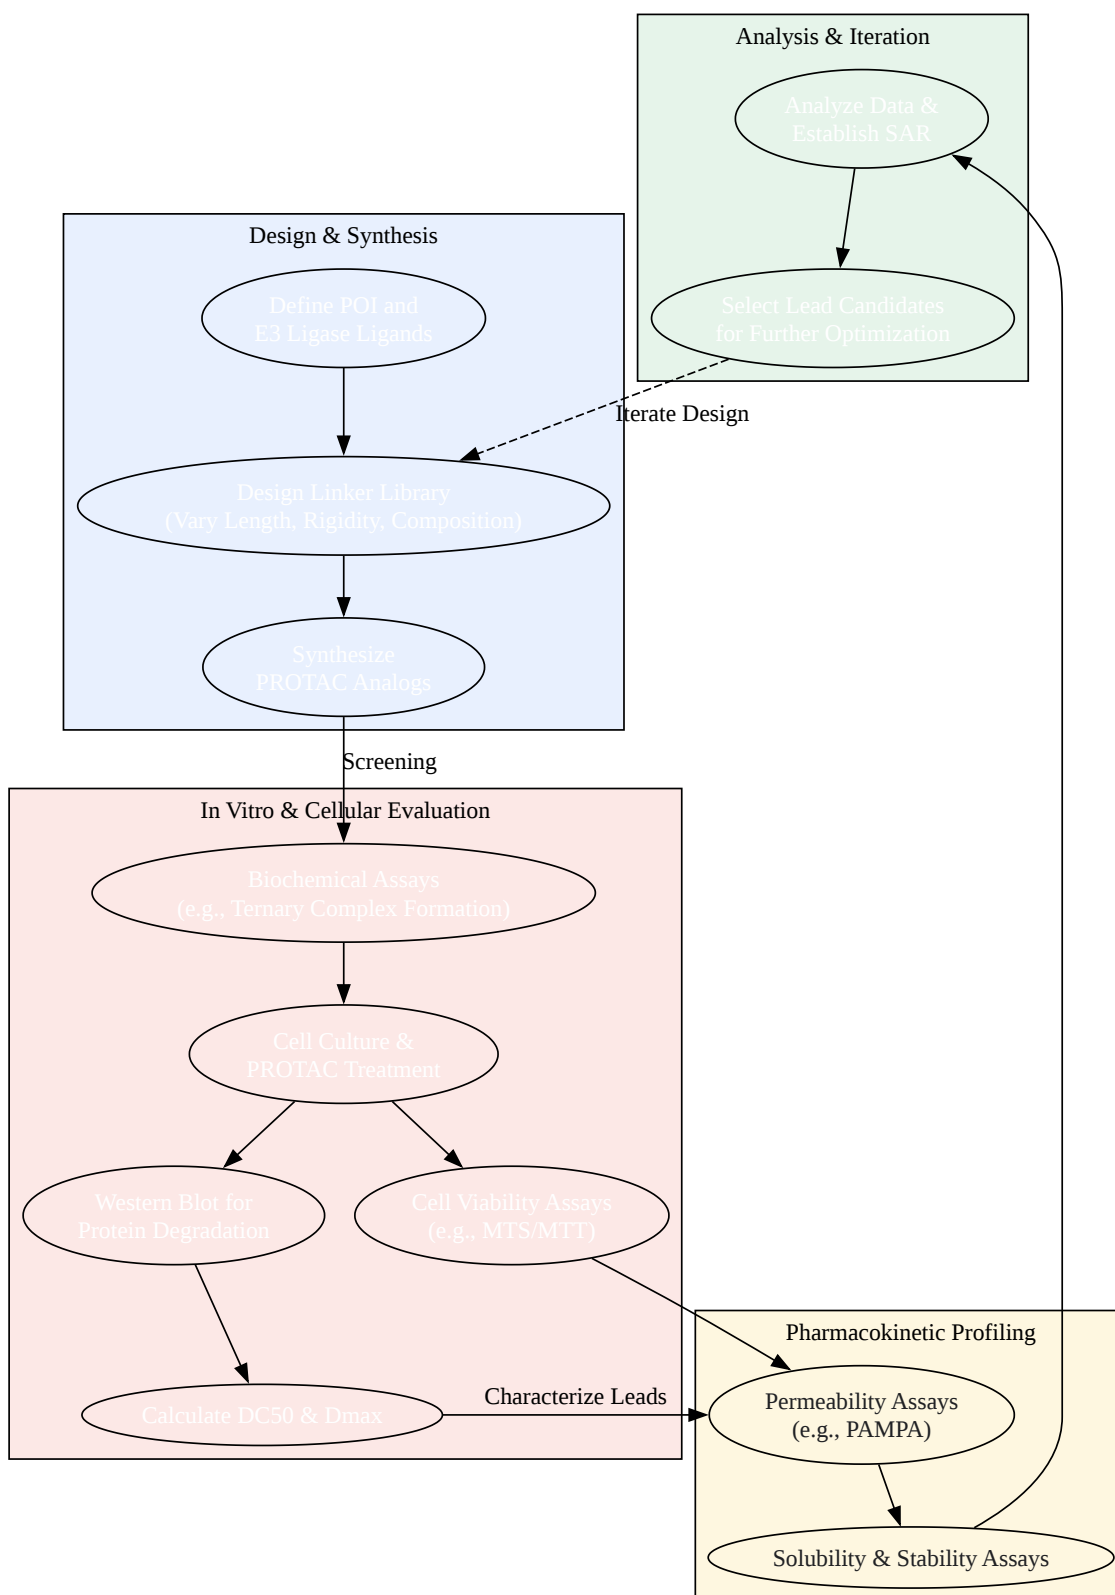 Analysis & Iteration
Analyze Data &
Establish SAR
Select Lead Candidates
for Further Optimization
Iterate Design
Design & Synthesis
Define POI and
E3 Ligase Ligands
Design Linker Library
(Vary Length, Rigidity, Composition)
Synthesize
PROTAC Analogs
Screening
In Vitro & Cellular Evaluation
Biochemical Assays
(e.g., Ternary Complex Formation)
Cell Culture &
PROTAC Treatment
Western Blot for
Protein Degradation
Cell Viability Assays
(e.g., MTS/MTT)
Calculate DC50 & Dmax
Characterize Leads
Pharmacokinetic Profiling
Permeability Assays
(e.g., PAMPA)
Solubility & Stability Assays